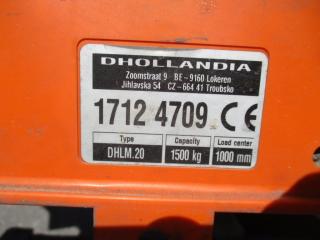 DHOLLANDIA
Zoomstraat 9 BE-9160 Lokeren
Jihlavska 54 CZ-664 41 Troubsko
1712 4709 CE
Type Capacity Load center
DHLM.20 1500 kg 1000 mm